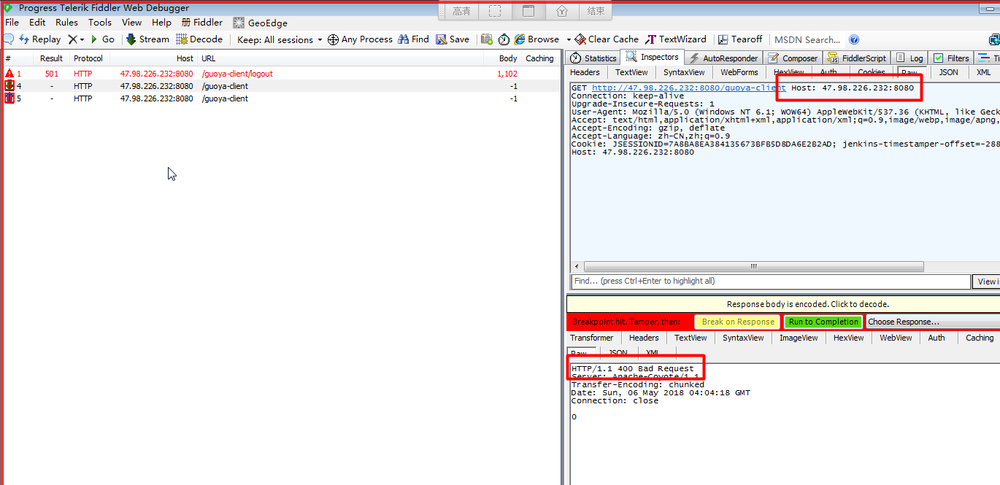 Progress Telerik Fiddler Web Debugger
高清 结束
File Edit Rules Tools View Help Fiddler GeoEdge
Replay Go Stream Decode Keep: All sessions Any Process Find Save Browse Clear Cache TextWizard Tearoff MSDN Search...
# Result Protocol Host URL Body Caching
1 501 HTTP 47.98.226.232:8080 /guoya-client/logout 1,102
4 - HTTP 47.98.226.232:8080 /guoya-client -1
5 - HTTP 47.98.226.232:8080 /guoya-client -1
Statistics Inspectors AutoResponder Composer FiddlerScript Log Filters
Headers TextView SyntaxView WebForms HexView Auth Cookies Raw JSON XML
GET http://47.98.226.232:8080/guoya-client Host: 47.98.226.232:8080
Connection: keep-alive
Upgrade-Insecure-Requests: 1
User-Agent: Mozilla/5.0 (Windows NT 6.1; WOW64) AppleWebKit/537.36 (KHTML, like Geck
Accept: text/html,application/xhtml+xml,application/xml;q=0.9,image/webp,image/apng,
Accept-Encoding: gzip, deflate
Accept-Language: zh-CN,zh;q=0.9
Cookie: JSESSIONID=7A8BA8EA384135673BFB5D8DA6E2B2AD; jenkins-timestamper-offset=-288
Host: 47.98.226.232:8080
Find... (press Ctrl+Enter to highlight all)
View i
Response body is encoded. Click to decode.
Breakpoint hit. Tamper, then: Break on Response Run to Completion Choose Response...
Transformer Headers TextView SyntaxView ImageView HexView WebView Auth Caching
Raw JSON XML
HTTP/1.1 400 Bad Request
Server: Apache-Coyote/1.1
Transfer-Encoding: chunked
Date: Sun, 06 May 2018 04:04:18 GMT
Connection: close
0